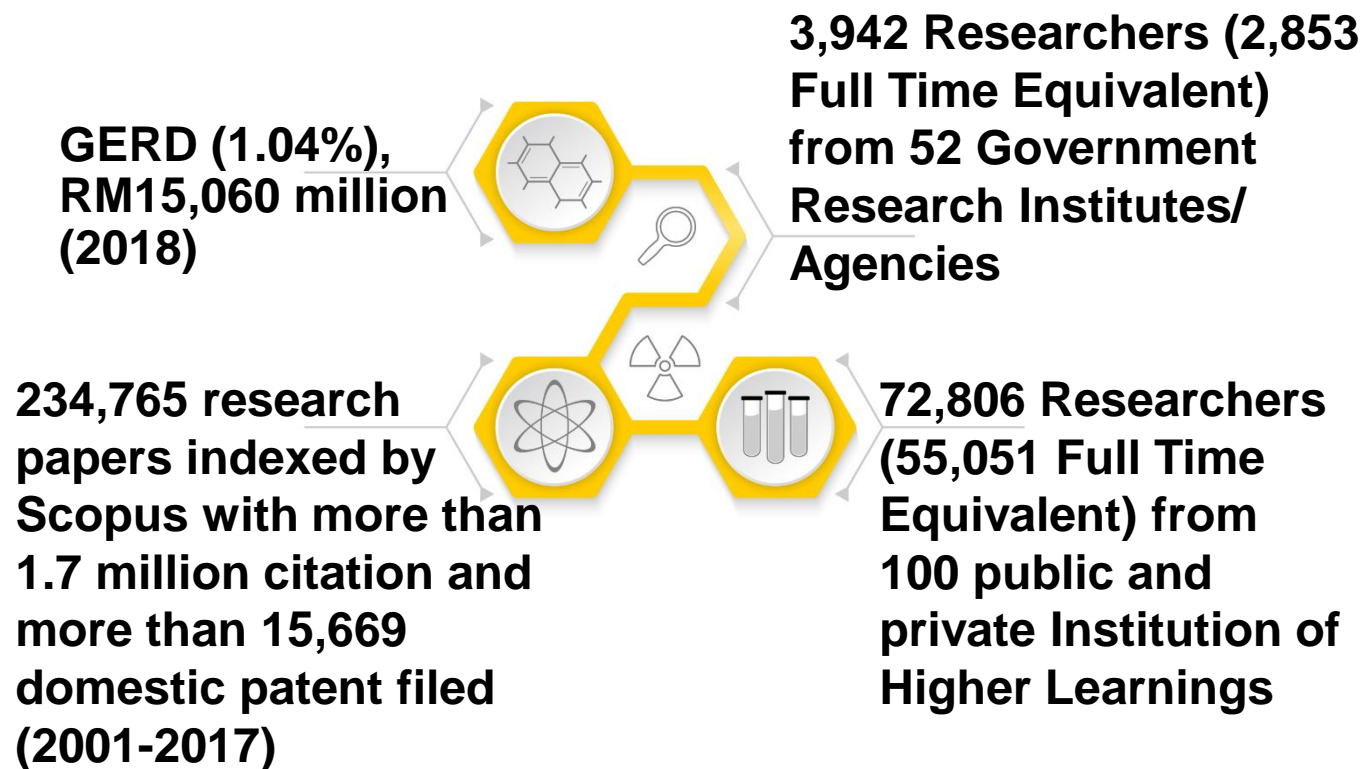 GERD (1.04%),
RM15,060 million
(2018)
3,942 Researchers (2,853
Full Time Equivalent)
from 52 Government
Research Institutes/
Agencies
234,765 research
papers indexed by
Scopus with more than
1.7 million citation and
more than 15,669
domestic patent filed
(2001-2017)
72,806 Researchers
(55,051 Full Time
Equivalent) from
100 public and
private Institution of
Higher Learnings